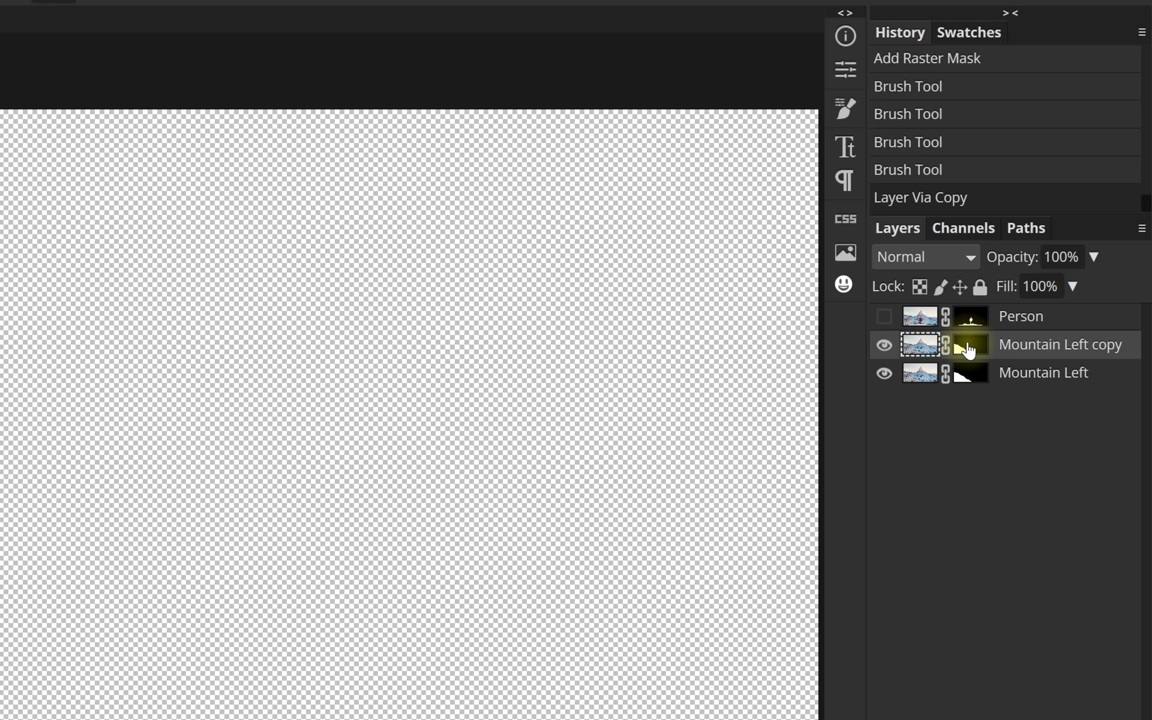 < >
> <
History Swatches
Add Raster Mask
Brush Tool
Brush Tool
Brush Tool
Brush Tool
Layer Via Copy
Tt
¶
CSS
Layers Channels Paths
Normal Opacity: 100%
Lock: Fill: 100%
Person
Mountain Left copy
Mountain Left